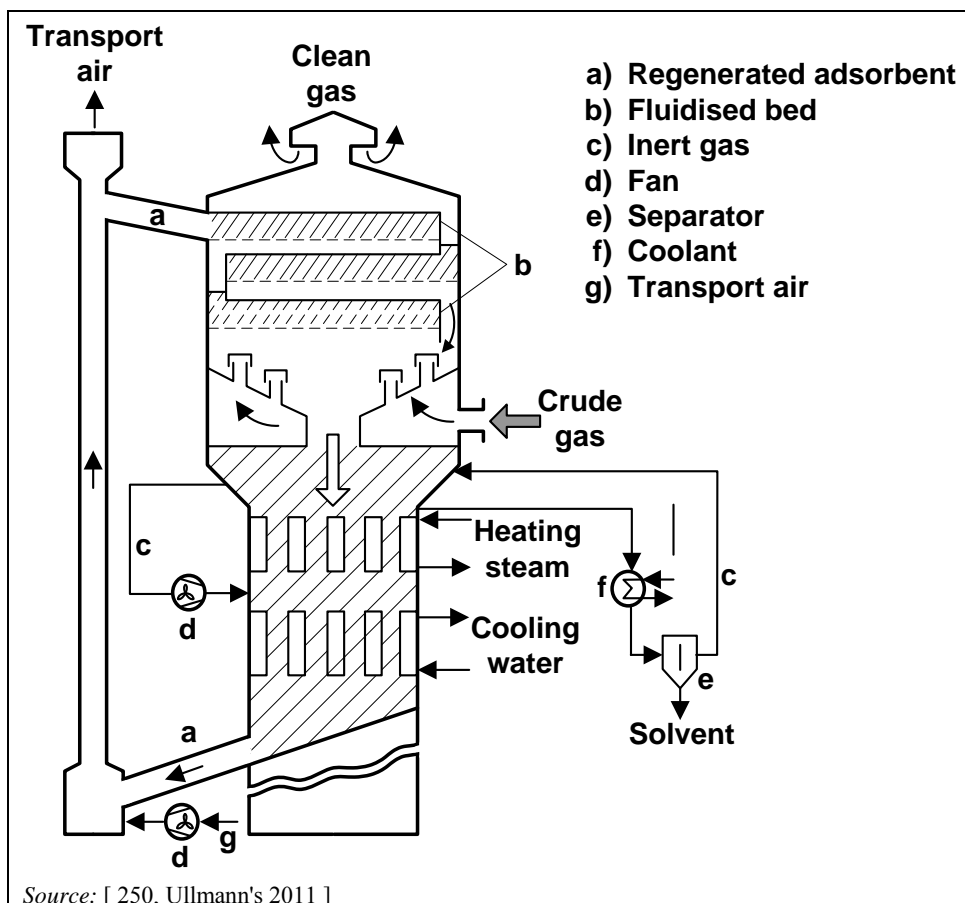 Transport
air
Clean
gas
a) Regenerated adsorbent
b) Fluidised bed
c) Inert gas
d) Fan
e) Separator
f) Coolant
g) Transport air
a
b
Crude
gas
c
d
Heating
steam
Cooling
water
f
c
e
Solvent
a
d
g
Source: [ 250, Ullmann's 2011 ]